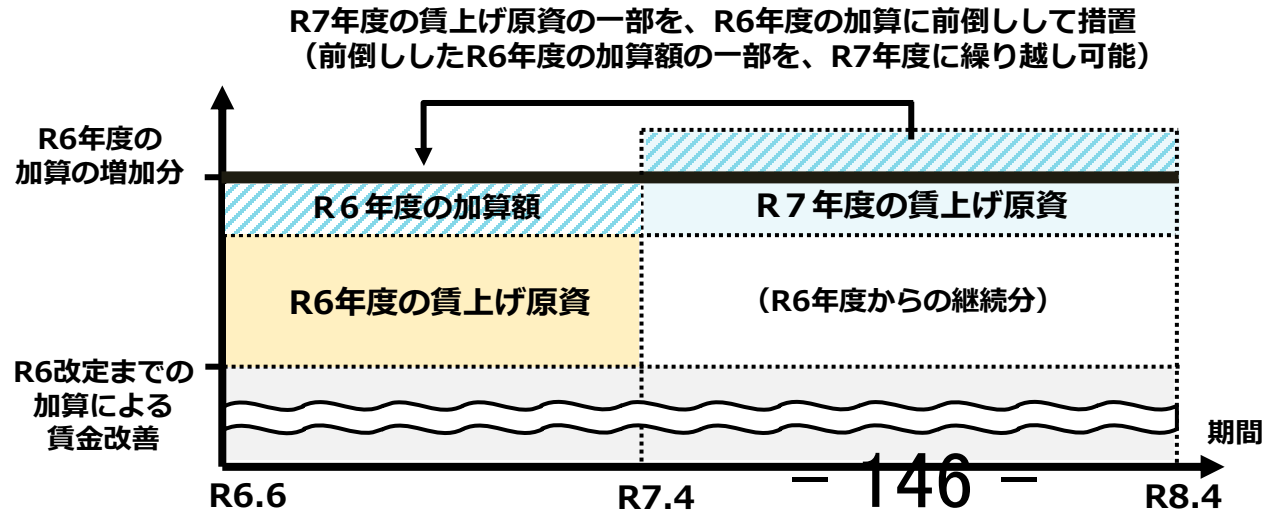 R7年度の賃上げ原資の一部を、R6年度の加算に前倒しして措置
（前倒ししたR6年度の加算額の一部を、R7年度に繰り越し可能）
R6年度の
加算の増加分
R６年度の加算額
R７年度の賃上げ原資
R6年度の賃上げ原資
（R6年度からの継続分）
R6改定までの
加算による
賃金改善
期間
R6.6
R7.4
－ 146 －
R8.4